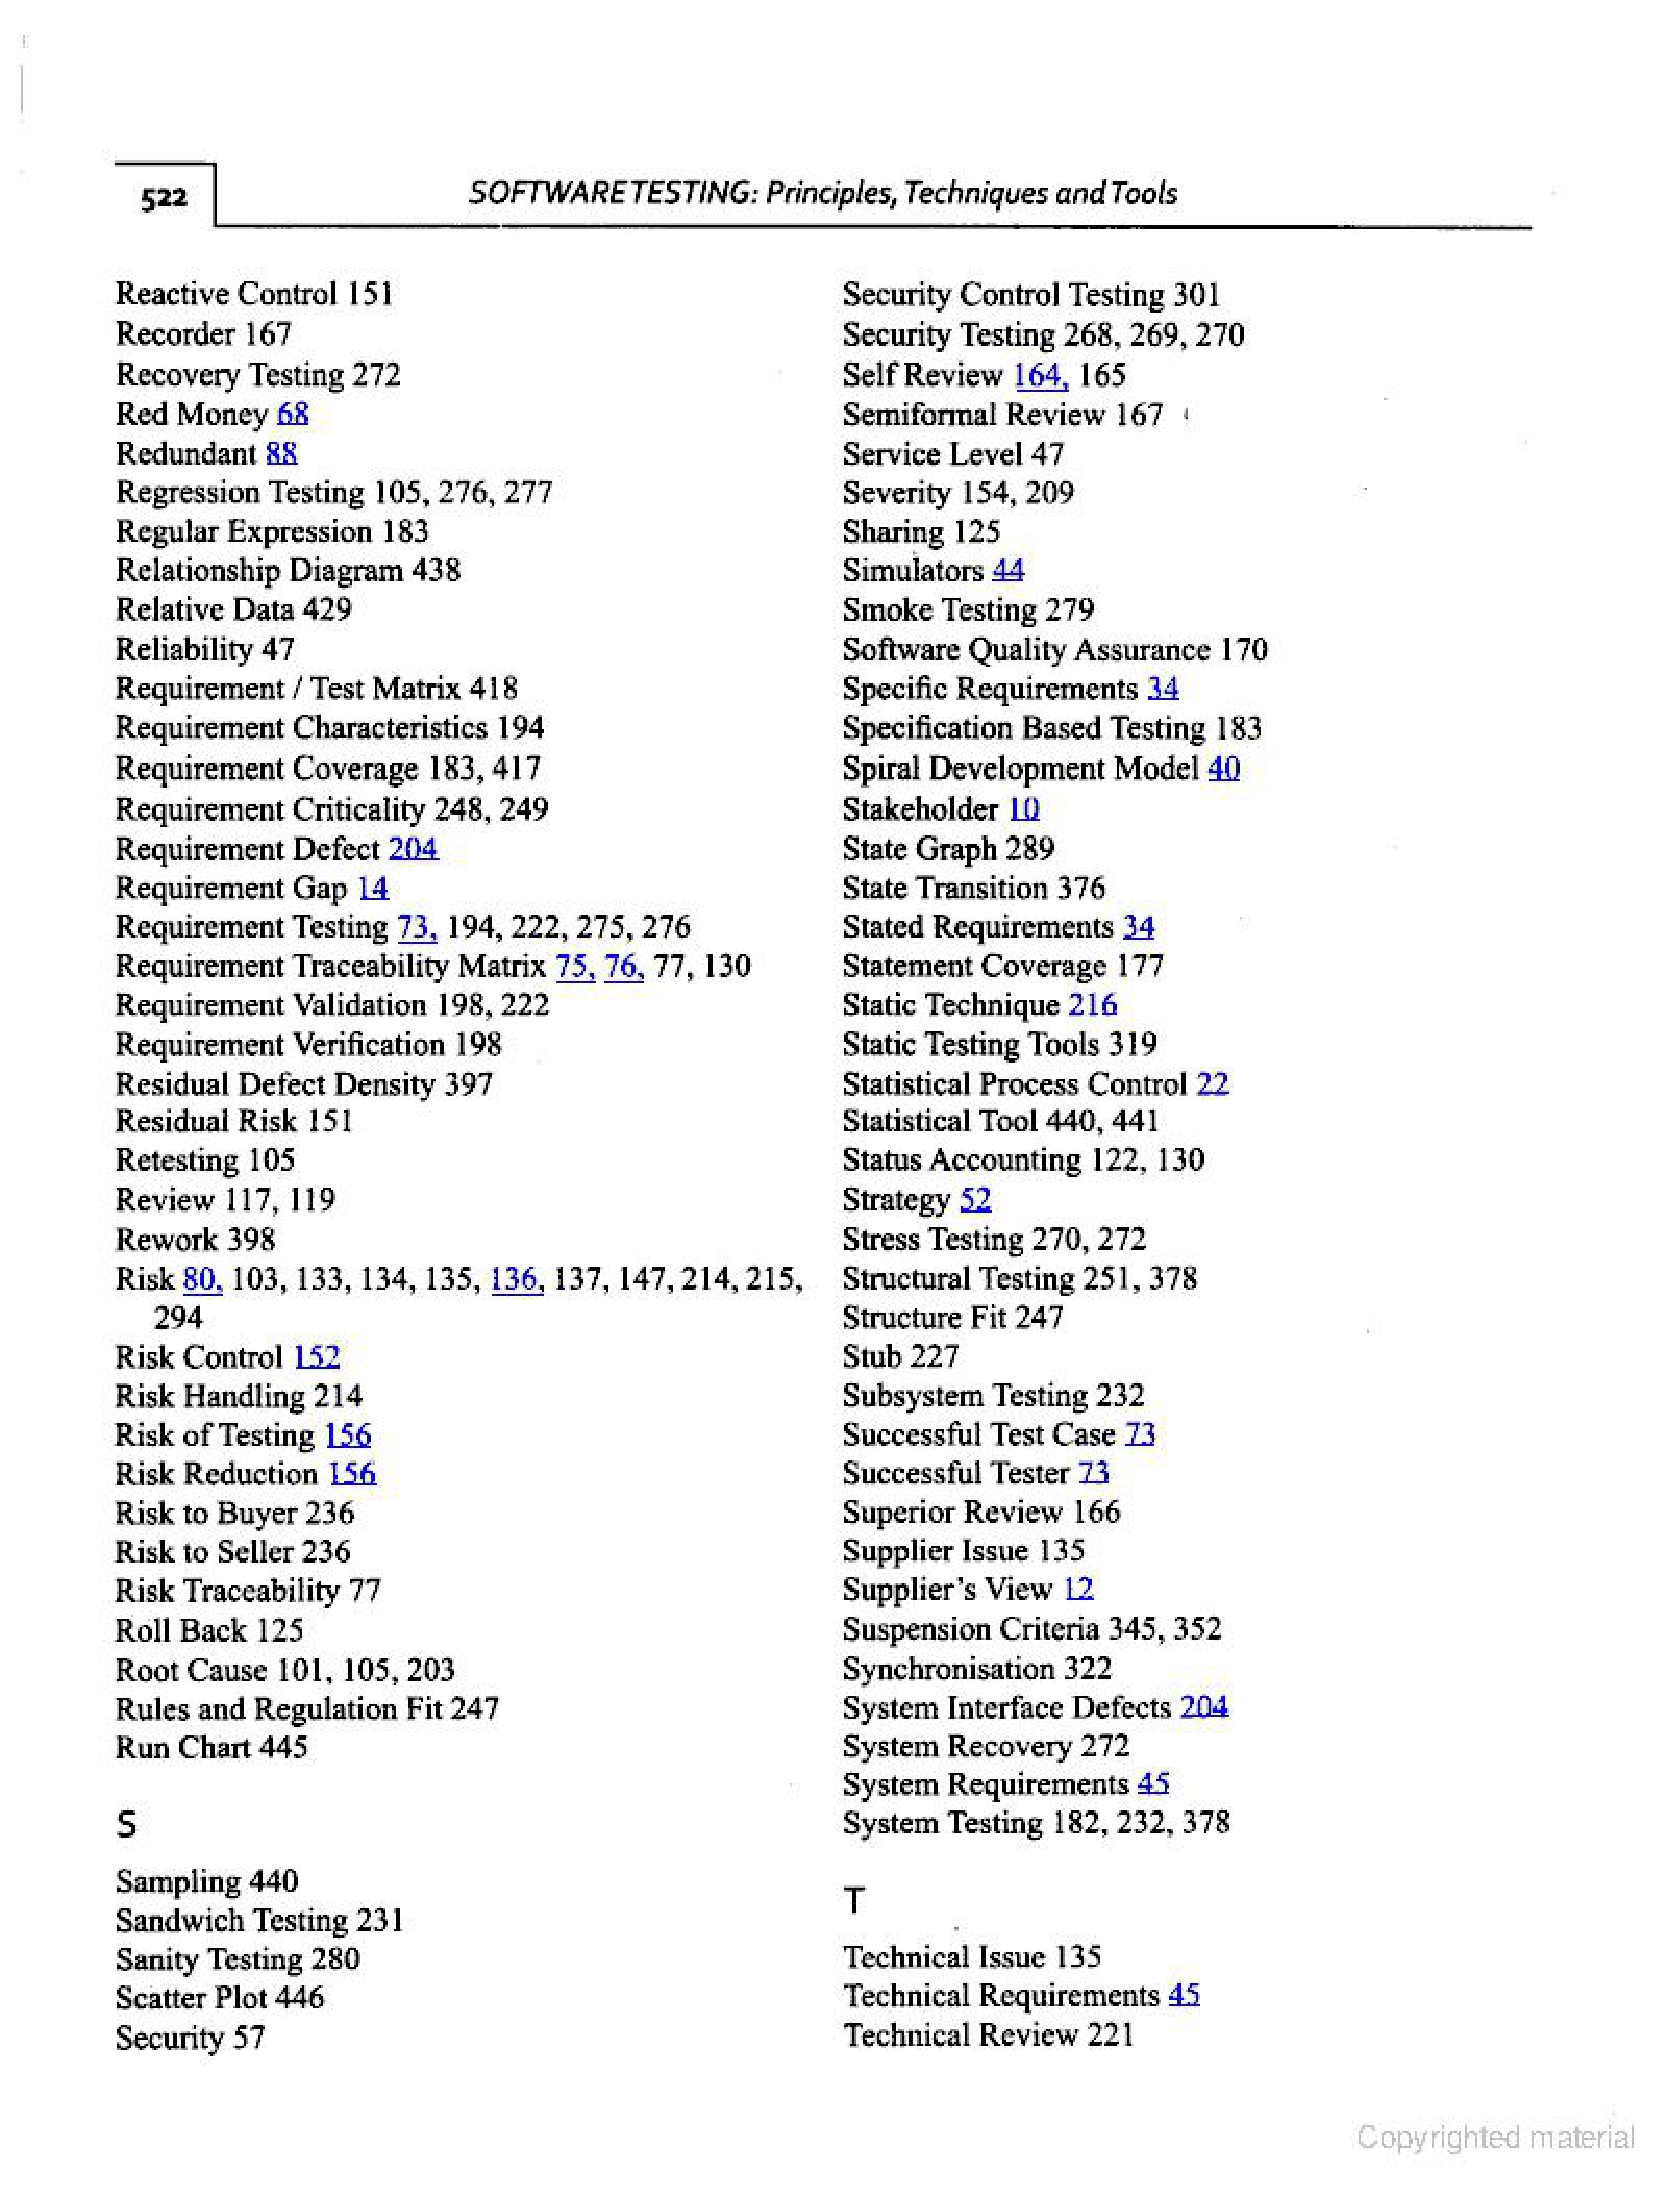 522
SOFTWARE TESTING: Principles, Techniques and Tools
Reactive Control 151
Recorder 167
Recovery Testing 272
Red Money 68
Redundant 88
Regression Testing 105, 276, 277
Regular Expression 183
Relationship Diagram 438
Relative Data 429
Reliability 47
Requirement / Test Matrix 418
Requirement Characteristics 194
Requirement Coverage 183, 417
Requirement Criticality 248, 249
Requirement Defect 204
Requirement Gap 14
Requirement Testing 73, 194, 222, 275, 276
Requirement Traceability Matrix 75, 76, 77, 130
Requirement Validation 198, 222
Requirement Verification 198
Residual Defect Density 397
Residual Risk 151
Retesting 105
Review 117, 119
Rework 398
Risk 80, 103, 133, 134, 135, 136, 137, 147, 214, 215,
294
Risk Control 152
Risk Handling 214
Risk of Testing 156
Risk Reduction 156
Risk to Buyer 236
Risk to Seller 236
Risk Traceability 77
Roll Back 125
Root Cause 101, 105, 203
Rules and Regulation Fit 247
Run Chart 445
S
Sampling 440
Sandwich Testing 231
Sanity Testing 280
Scatter Plot 446
Security 57
Security Control Testing 301
Security Testing 268, 269, 270
Self Review 164, 165
Semiformal Review 167
Service Level 47
Severity 154, 209
Sharing 125
Simulators 44
Smoke Testing 279
Software Quality Assurance 170
Specific Requirements 34
Specification Based Testing 183
Spiral Development Model 40
Stakeholder 10
State Graph 289
State Transition 376
Stated Requirements 34
Statement Coverage 177
Static Technique 216
Static Testing Tools 319
Statistical Process Control 22
Statistical Tool 440, 441
Status Accounting 122, 130
Strategy 52
Stress Testing 270, 272
Structural Testing 251, 378
Structure Fit 247
Stub 227
Subsystem Testing 232
Successful Test Case 73
Successful Tester 73
Superior Review 166
Supplier Issue 135
Supplier's View 12
Suspension Criteria 345, 352
Synchronisation 322
System Interface Defects 204
System Recovery 272
System Requirements 45
System Testing 182, 232, 378
T
Technical Issue 135
Technical Requirements 45
Technical Review 221
Copyrighted material